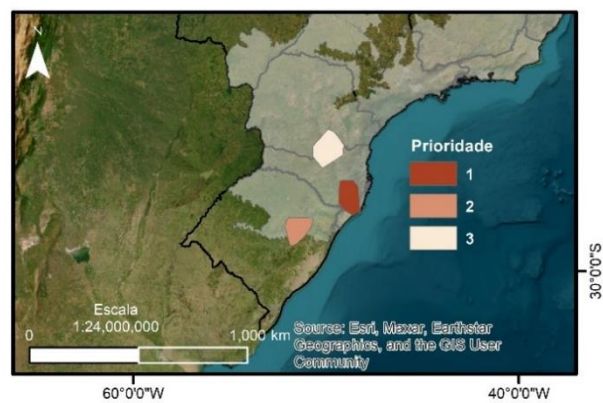 N
Prioridade
1
2
3
Escala
1:24,000,000
0
1,000 km
Source: Esri, Maxar, Earthstar
Geographics, and the GIS User
Community
30°0'0"S
60°0'0"W
40°0'0"W